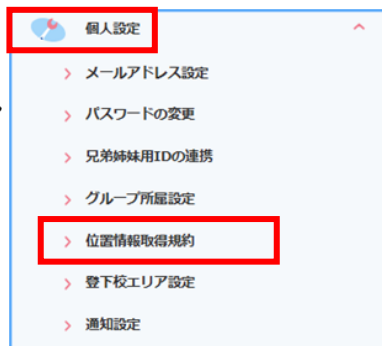 個人設定
メールアドレス設定
パスワードの変更
兄弟姉妹用IDの連携
グループ所属設定
位置情報取得規約
登下校エリア設定
通知設定